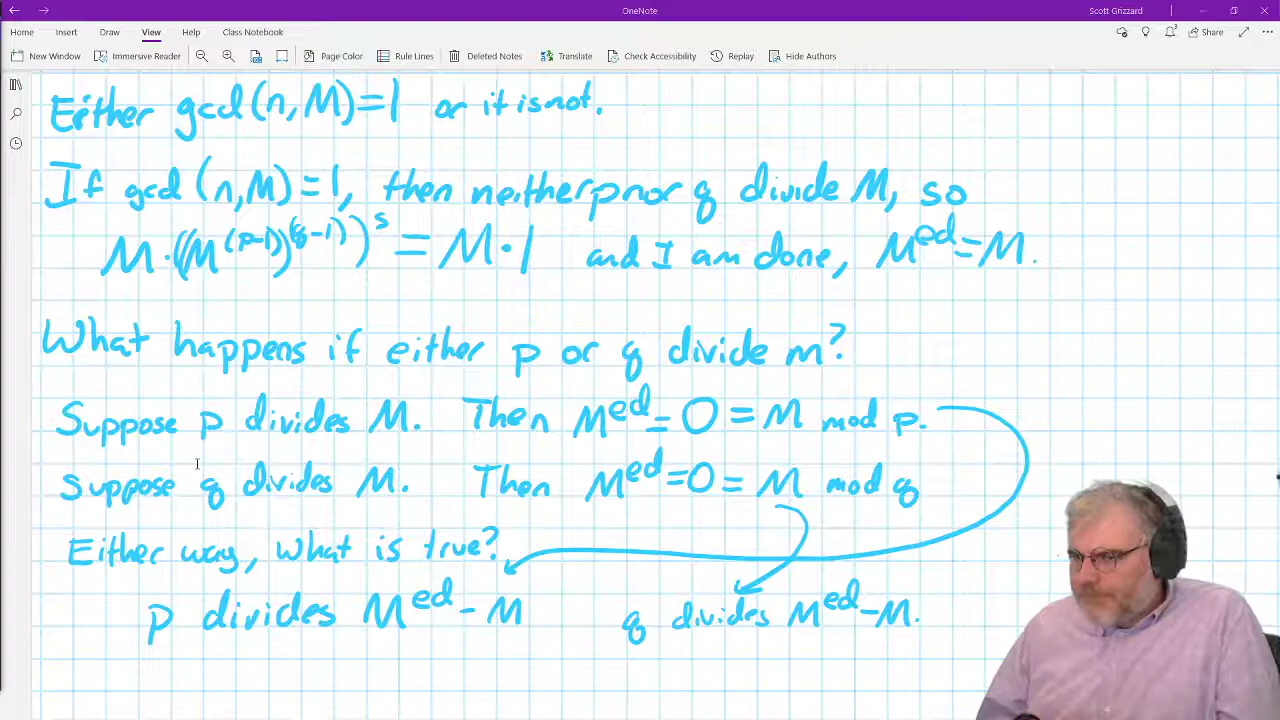 OneNote
Scott Grizzard
Home Insert Draw View Help Class Notebook
Share
New Window Immersive Reader Page Color Rule Lines Deleted Notes Translate Check Accessibility Replay Hide Authors
Either gcd(n,M)=1 or it is not.
If gcd(n,M)=1, then neither p nor q divide M, so
M·((M^(p-1))^(q-1))^s = M·1 and I am done, M^ed=M.
What happens if either p or q divide m?
Suppose p divides M. Then M^ed=0=M mod p.
Suppose q divides M. Then M^ed=0=M mod q
Either way, what is true?
p divides M^ed-M q divides M^ed-M.